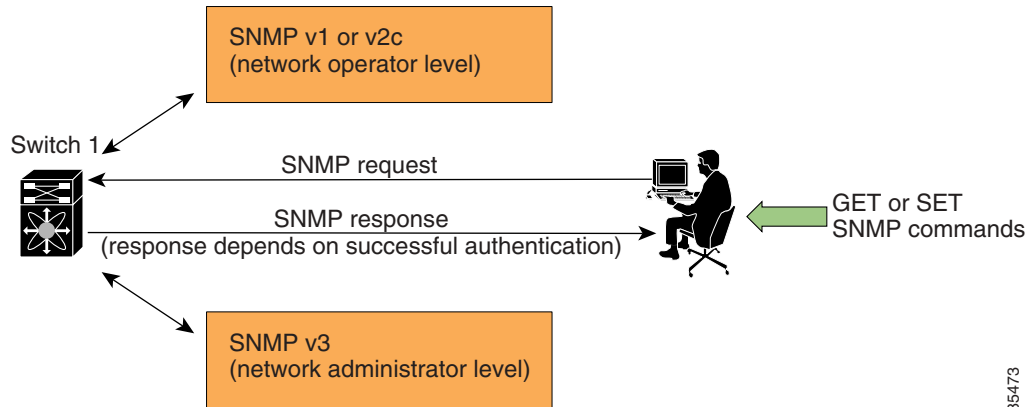 SNMP v1 or v2c
(network operator level)
Switch 1
SNMP request
GET or SET
SNMP commands
SNMP response
(response depends on successful authentication)
SNMP v3
(network administrator level)